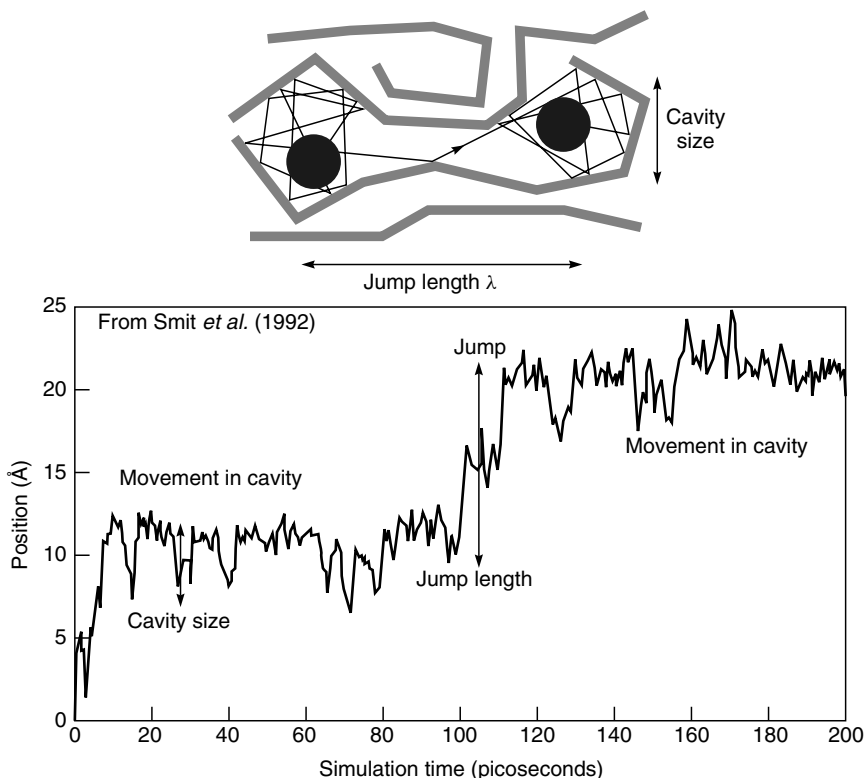 Cavity
size
Jump length λ
25
20
15
10
5
0
Position (Å)
From Smit et al. (1992)
Jump
Movement in cavity
Movement in cavity
Jump length
Cavity size
0 20 40 60 80 100 120 140 160 180 200
Simulation time (picoseconds)